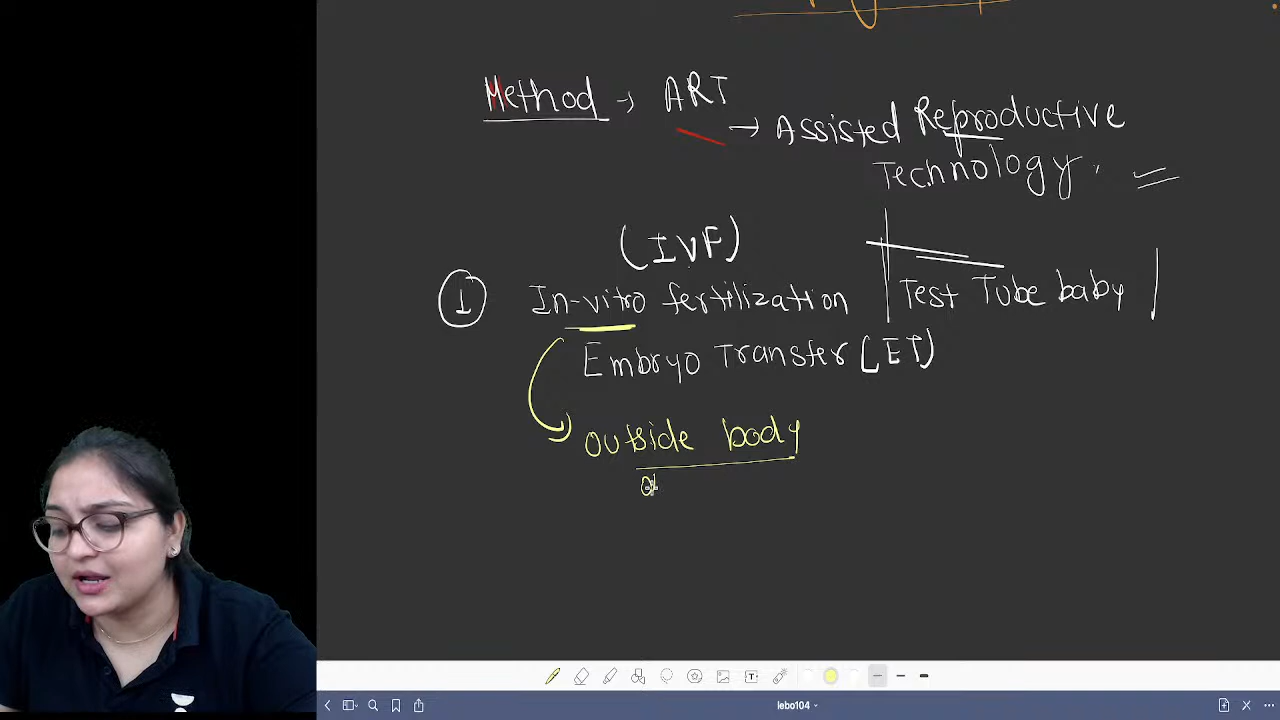 Method → ART
→ Assisted Reproductive
Technology.
(IVF)
1 In-vitro fertilization | Test Tube baby |
Embryo Transfer (ET)
outside body
lebo104